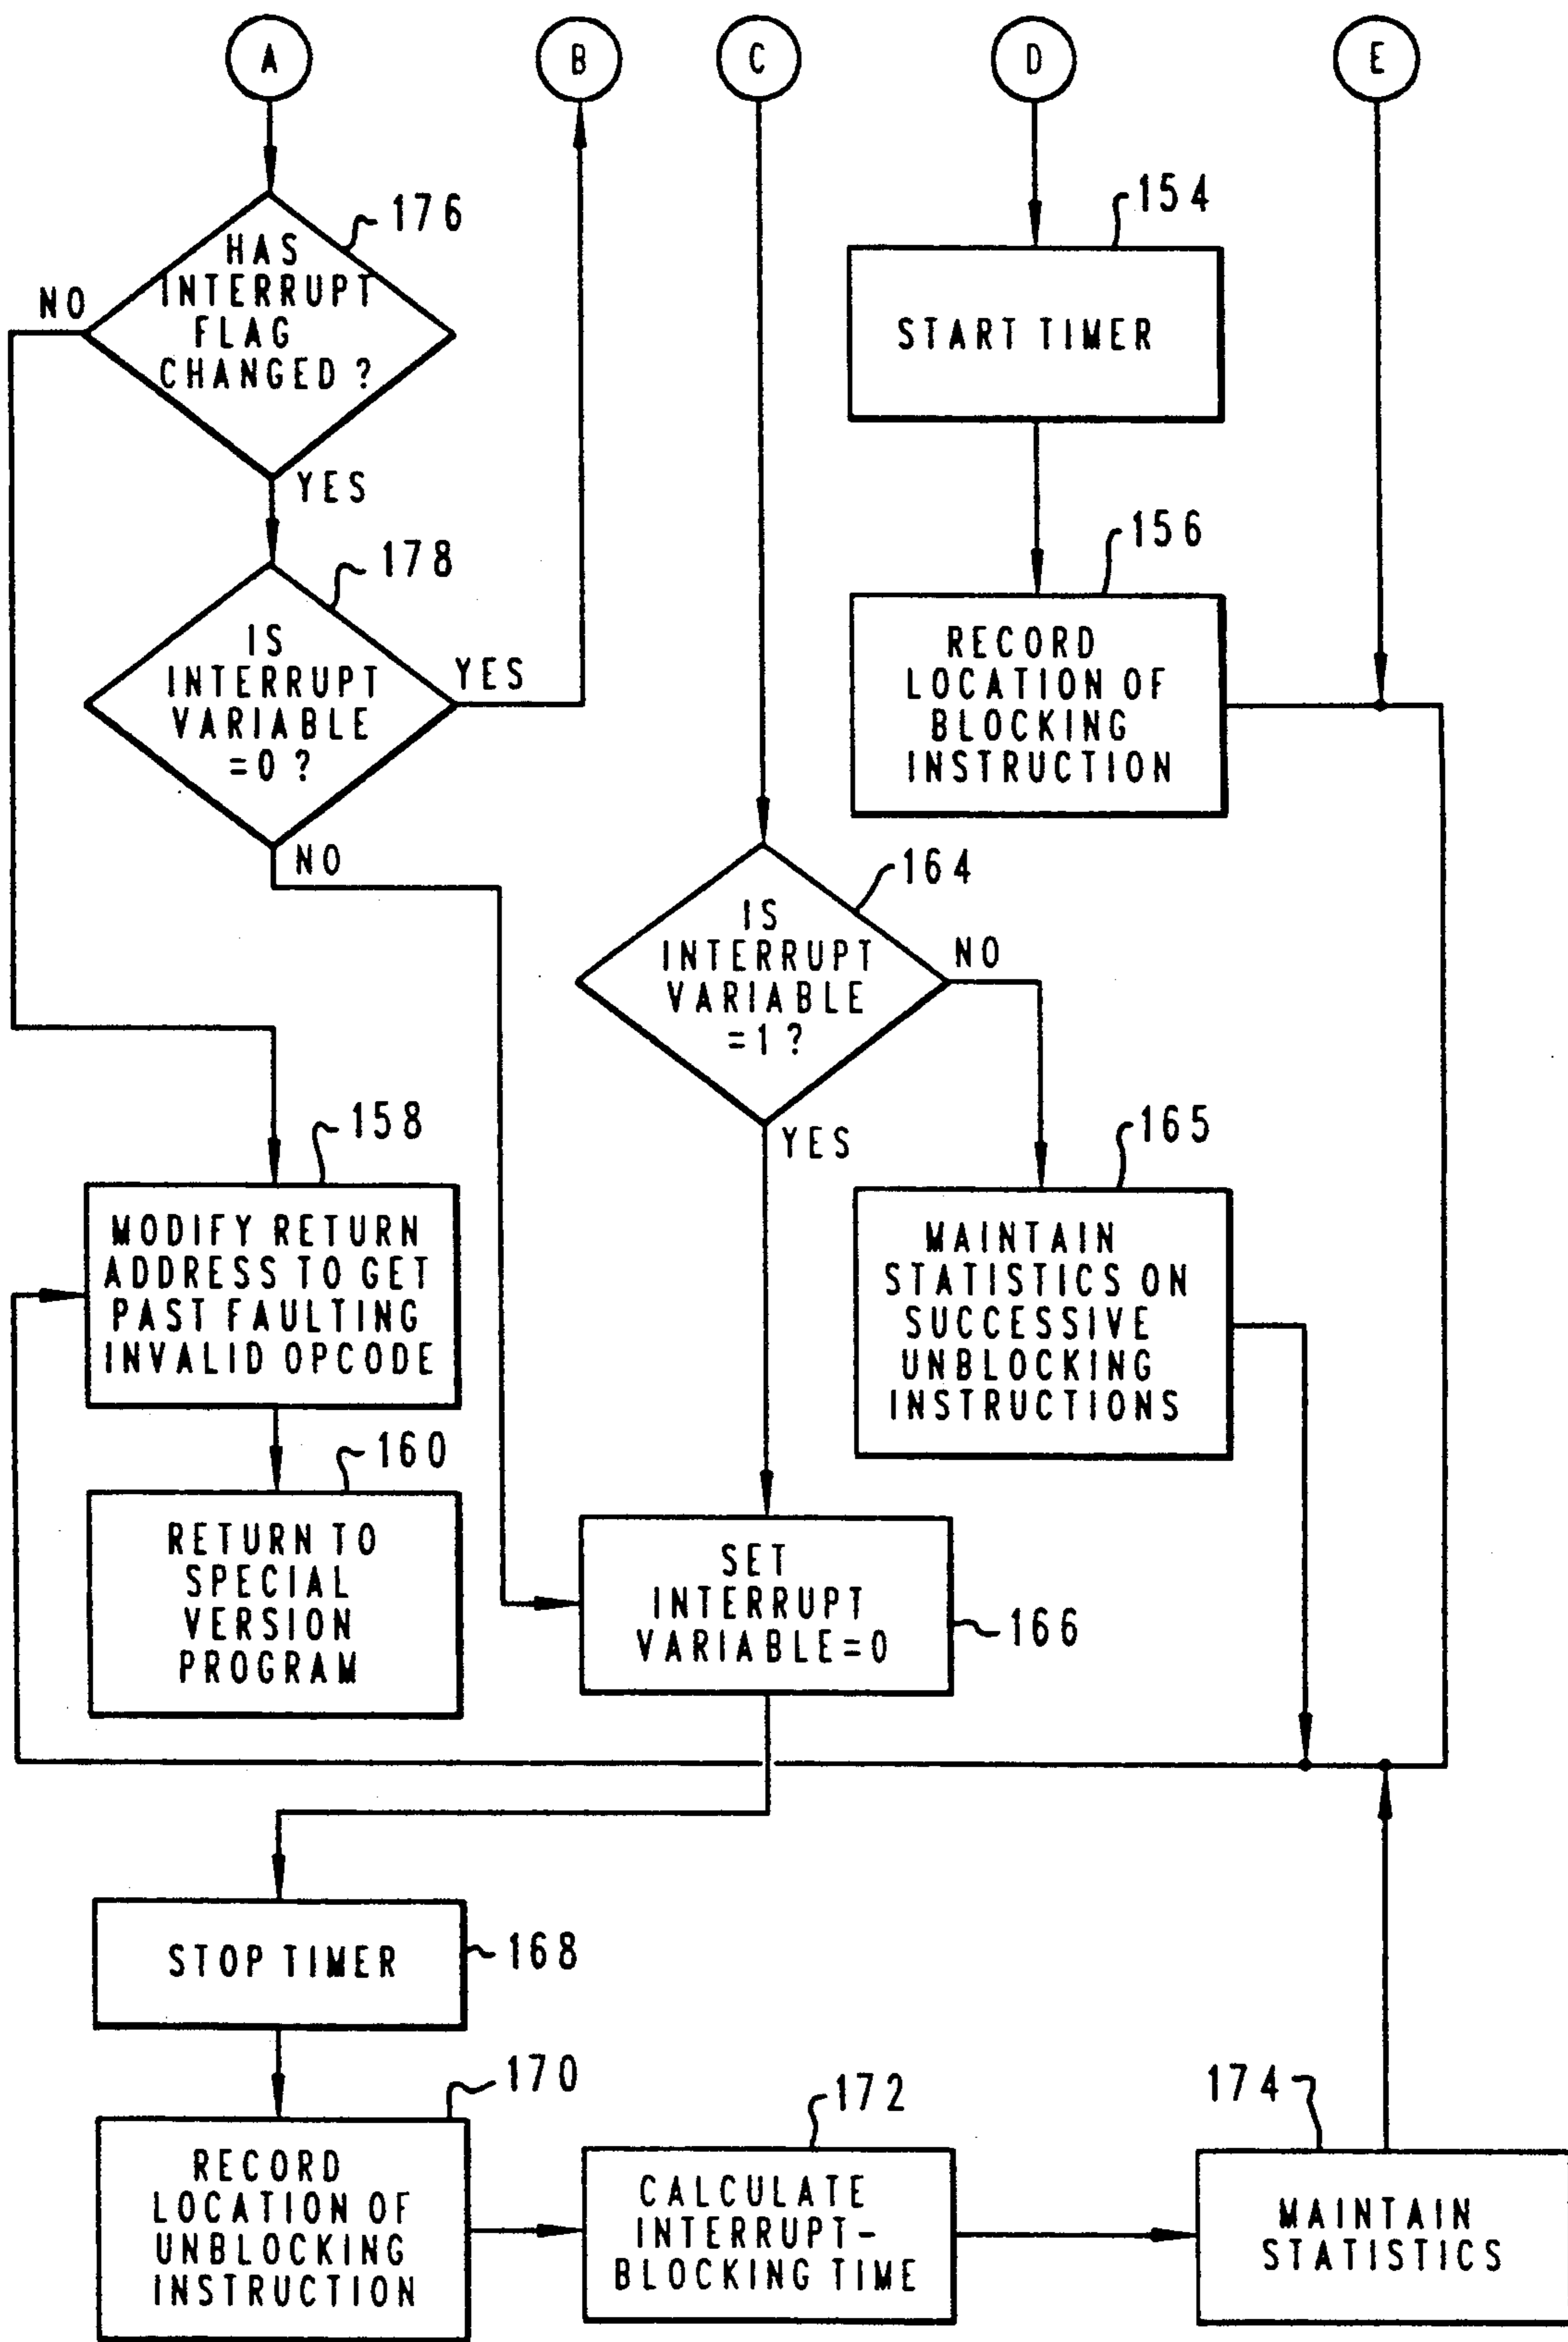 A
B
C
D
E
176
HAS
INTERRUPT
FLAG
CHANGED ?
NO
YES
154
START TIMER
178
IS
INTERRUPT
VARIABLE
=0 ?
YES
NO
156
RECORD
LOCATION OF
BLOCKING
INSTRUCTION
164
IS
INTERRUPT
VARIABLE
=1 ?
NO
YES
158
MODIFY RETURN
ADDRESS TO GET
PAST FAULTING
INVALID OPCODE
165
MAINTAIN
STATISTICS ON
SUCCESSIVE
UNBLOCKING
INSTRUCTIONS
160
RETURN TO
SPECIAL
VERSION
PROGRAM
SET
INTERRUPT
VARIABLE=0
166
STOP TIMER
168
170
RECORD
LOCATION OF
UNBLOCKING
INSTRUCTION
172
CALCULATE
INTERRUPT-
BLOCKING TIME
174
MAINTAIN
STATISTICS